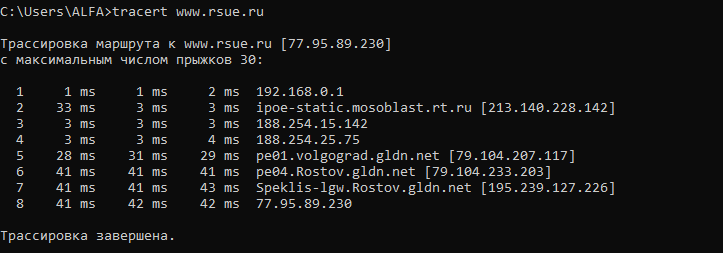 C:\Users\ALFA>tracert www.rsue.ru
Трассировка маршрута к www.rsue.ru [77.95.89.230]
с максимальным числом прыжков 30:
1 1 ms 1 ms 2 ms 192.168.0.1
2 33 ms 3 ms 3 ms ipoe-static.mosoblast.rt.ru [213.140.228.142]
3 3 ms 3 ms 3 ms 188.254.15.142
4 3 ms 3 ms 4 ms 188.254.25.75
5 28 ms 31 ms 29 ms pe01.volgograd.gldn.net [79.104.207.117]
6 41 ms 41 ms 41 ms pe04.Rostov.gldn.net [79.104.233.203]
7 41 ms 41 ms 43 ms Speklis-lgw.Rostov.gldn.net [195.239.127.226]
8 41 ms 42 ms 42 ms 77.95.89.230
Трассировка завершена.